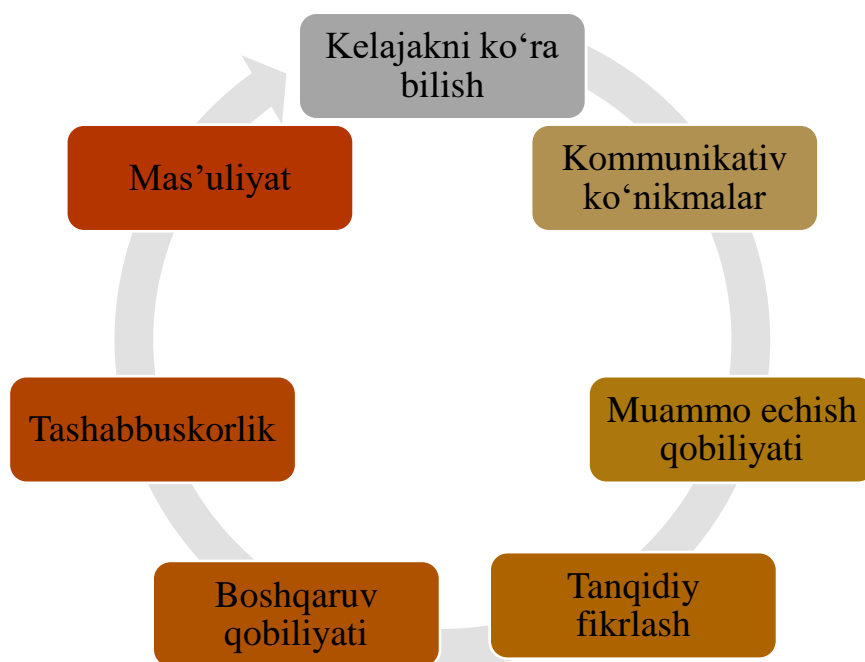 Kelajakni ko‘ra
bilish
Kommunikativ
ko‘nikmalar
Muammo echish
qobiliyati
Tanqidiy
fikrlash
Boshqaruv
qobiliyati
Tashabbuskorlik
Mas’uliyat